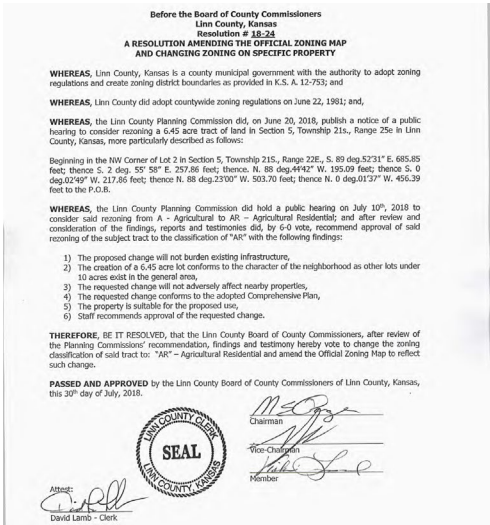 Before the Board of County Commissioners
Linn County, Kansas
Resolution # 18-24
A RESOLUTION AMENDING THE OFFICIAL ZONING MAP
AND CHANGING ZONING ON SPECIFIC PROPERTY
WHEREAS, Linn County, Kansas is a county municipal government with the authority to adopt zoning
regulations and create zoning district boundaries as provided in K.S. A. 12-753; and
WHEREAS, Linn County did adopt countywide zoning regulations on June 22, 1981; and,
WHEREAS, the Linn County Planning Commission did, on June 20, 2018, publish a notice of a public
hearing to consider rezoning a 6.45 acre tract of land in Section 5, Township 21s., Range 25e in Linn
County, Kansas, more particularly described as follows:
Beginning in the NW Corner of Lot 2 in Section 5, Township 21S., Range 22E., S. 89 deg.52'31" E. 685.85
feet; thence S. 2 deg. 55' 58" E. 257.86 feet; thence. N. 88 deg.44'42" W. 195.09 feet; thence S. 0
deg.02'49" W. 217.86 feet; thence N. 88 deg.23'00" W. 503.70 feet; thence N. 0 deg.01'37" W. 456.39
feet to the P.O.B.
WHEREAS, the Linn County Planning Commission did hold a public hearing on July 10th, 2018 to
consider said rezoning from A - Agricultural to AR – Agricultural Residential; and after review and
consideration of the findings, reports and testimonies did, by 6-0 vote, recommend approval of said
rezoning of the subject tract to the classification of "AR" with the following findings:
1) The proposed change will not burden existing infrastructure,
2) The creation of a 6.45 acre lot conforms to the character of the neighborhood as other lots under
10 acres exist in the general area,
3) The requested change will not adversely affect nearby properties,
4) The requested change conforms to the adopted Comprehensive Plan,
5) The property is suitable for the proposed use,
6) Staff recommends approval of the requested change.
THEREFORE, BE IT RESOLVED, that the Linn County Board of County Commissioners, after review of
the Planning Commissions' recommendation, findings and testimony hereby vote to change the zoning
classification of said tract to: "AR" – Agricultural Residential and amend the Official Zoning Map to reflect
such change.
PASSED AND APPROVED by the Linn County Board of County Commissioners of Linn County, Kansas,
this 30th day of July, 2018.
Chairman
LINN COUNTY CLERK
SEAL
LINN COUNTY, KANSAS
Vice-Chairman
Member
Attest:
David Lamb - Clerk